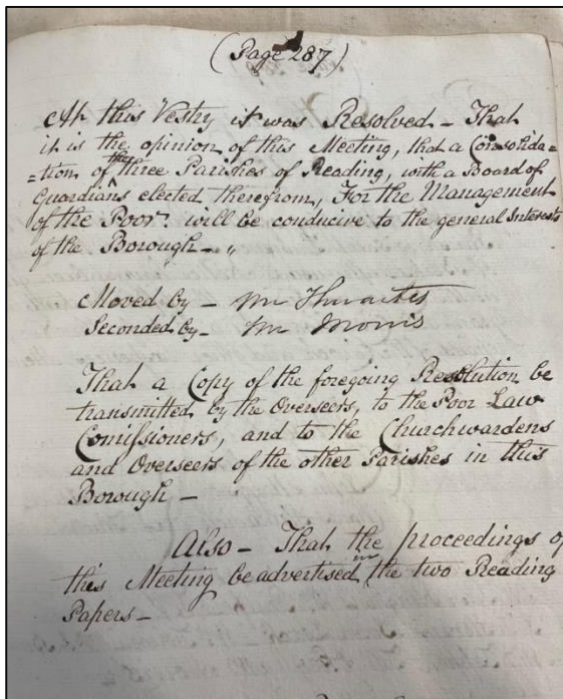 (Page 287)
At this Vestry it was Resolved – That
it is the opinion of this Meeting, that a Consolida=
=tion of the three Parishes of Reading, with a Board of
Guardians elected therefrom, For the Management
of the Poor. will be conducive to the general Interests
of the Borough – "
Moved by – Mr Thwaites
Seconded by – Mr Morris
That a Copy of the foregoing Resolution be
transmitted by the Overseers, to the Poor Law
Comissioners, and to the Churchwardens
and Overseers of the other Parishes in this
Borough –
Also – That the proceedings of
this Meeting be advertised in the two Reading
Papers –